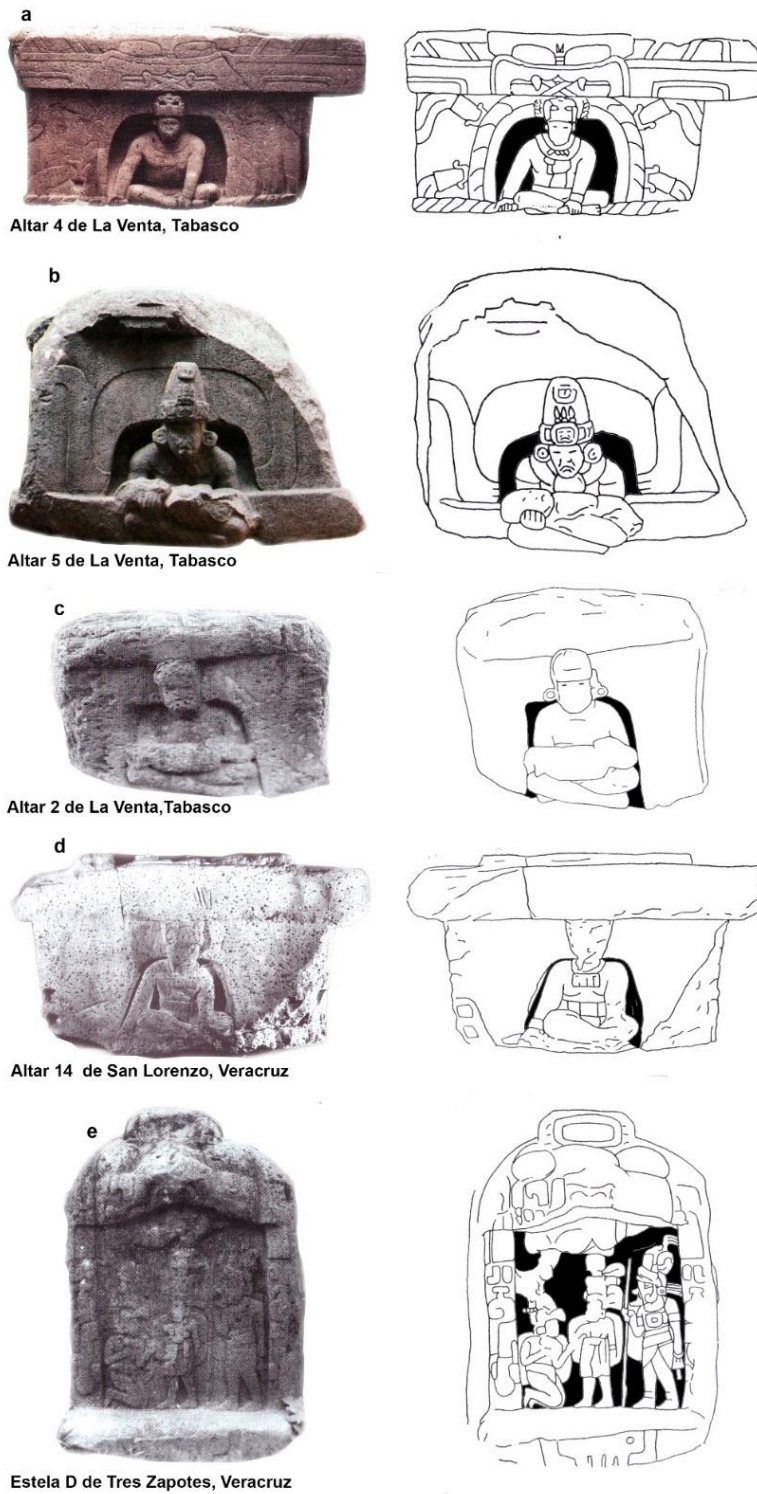 a
Altar 4 de La Venta, Tabasco
b
Altar 5 de La Venta, Tabasco
c
Altar 2 de La Venta,Tabasco
d
Altar 14 de San Lorenzo, Veracruz
e
Estela D de Tres Zapotes, Veracruz